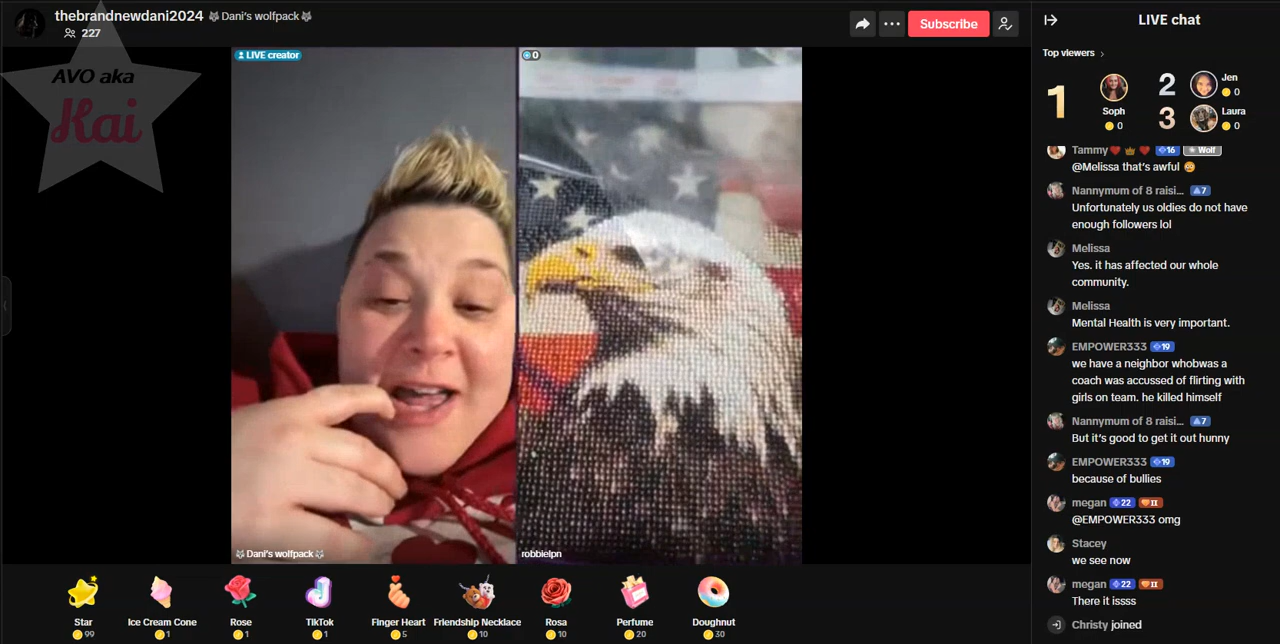 thebrandnewdani2024 🐺Dani's wolfpack🐺
227
Subscribe
AVO aka
Kai
LIVE creator
0
🐺Dani's wolfpack🐺
robbielpn
Star
99
Ice Cream Cone
1
Rose
1
TikTok
1
Finger Heart
5
Friendship Necklace
10
Rosa
10
Perfume
20
Doughnut
30
LIVE chat
Top viewers >
1
Soph
0
2
Jen
0
3
Laura
0
Tammy❤️👑❤️ 16 Wolf
@Melissa that's awful 😢
Nannymum of 8 raisi... 7
Unfortunately us oldies do not have
enough followers lol
Melissa
Yes. it has affected our whole
community.
Melissa
Mental Health is very important.
EMPOWER333 19
we have a neighbor whobwas a
coach was accussed of flirting with
girls on team. he killed himself
Nannymum of 8 raisi... 7
But it's good to get it out hunny
EMPOWER333 19
because of bullies
megan 22 II
@EMPOWER333 omg
Stacey
we see now
megan 22 II
There it issss
Christy joined